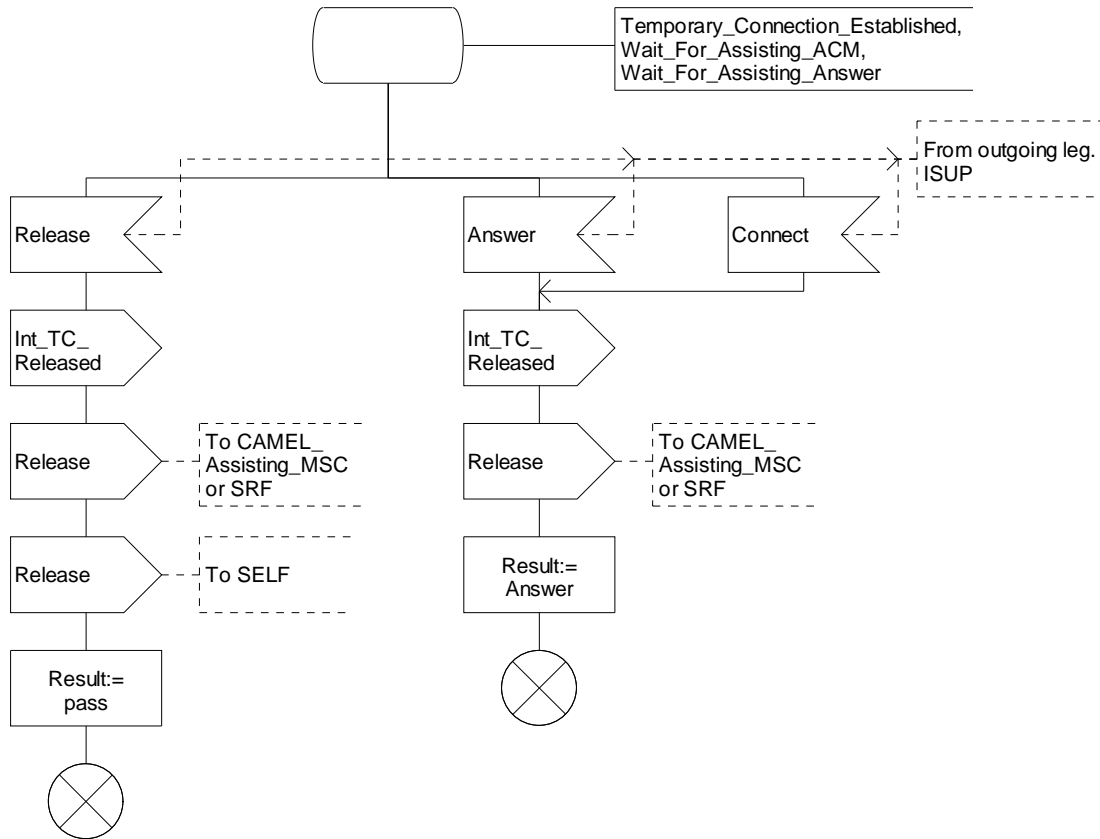 Temporary_Connection_Established,
Wait_For_Assisting_ACM,
Wait_For_Assisting_Answer
From outgoing leg.
ISUP
Release
Answer
Connect
Int_TC_
Released
Int_TC_
Released
Release
To CAMEL_
Assisting_MSC
or SRF
Release
To CAMEL_
Assisting_MSC
or SRF
Release
To SELF
Result:=
Answer
Result:=
pass